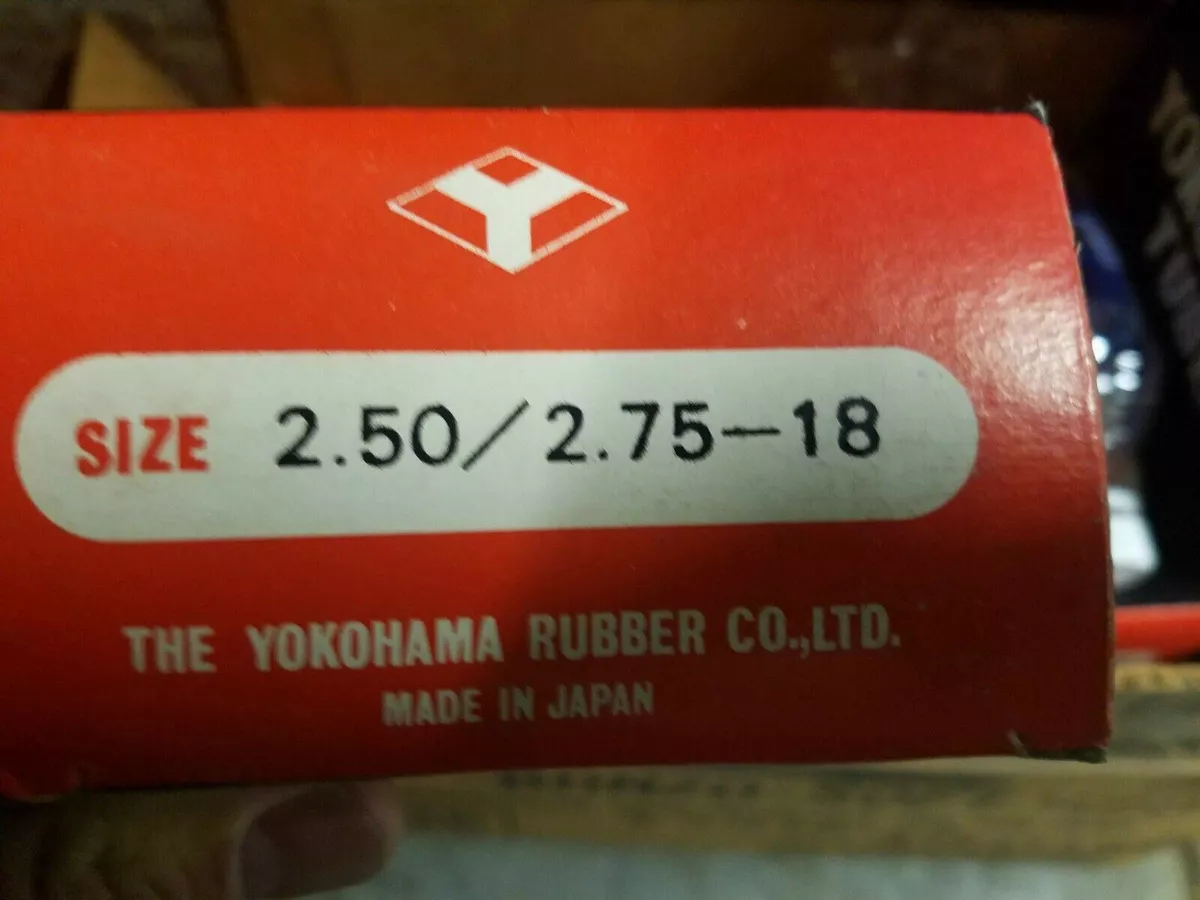 Y
SIZE 2.50/2.75-18
THE YOKOHAMA RUBBER CO.,LTD.
MADE IN JAPAN